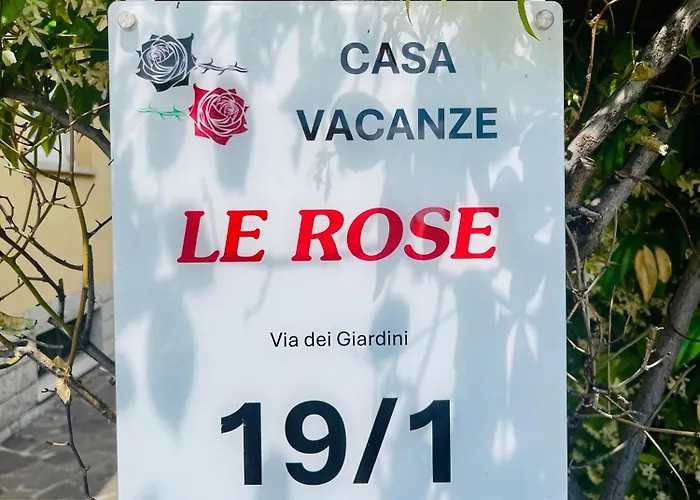 CASA
VACANZE
LE ROSE
Via dei Giardini
19/1